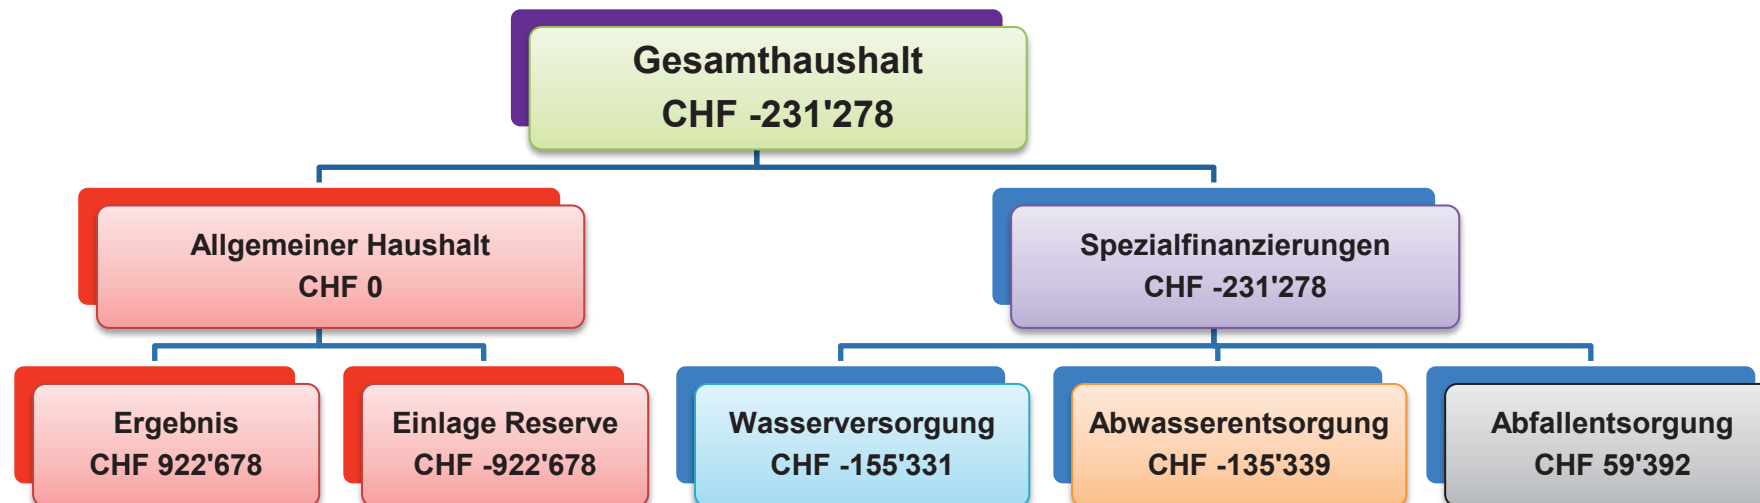 Gesamthaushalt
CHF -231'278
Allgemeiner Haushalt
CHF 0
Spezialfinanzierungen
CHF -231'278
Ergebnis
CHF 922'678
Einlage Reserve
CHF -922'678
Wasserversorgung
CHF -155'331
Abwasserentsorgung
CHF -135'339
Abfallentsorgung
CHF 59'392